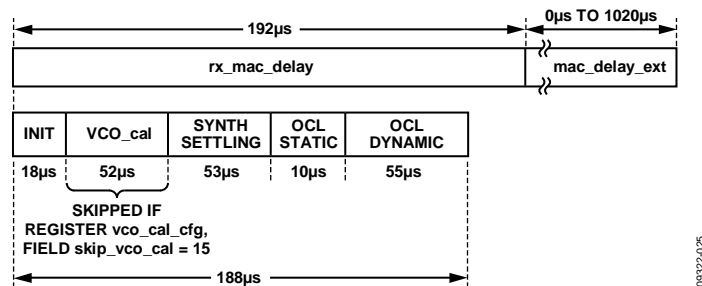 0µs TO 1020µs
192µs
rx_mac_delay
mac_delay_ext
INIT
VCO_cal
SYNTH
SETTLING
OCL
STATIC
OCL
DYNAMIC
18µs
52µs
53µs
10µs
55µs
SKIPPED IF
REGISTER vco_cal_cfg,
FIELD skip_vco_cal = 15
188µs
09322-025